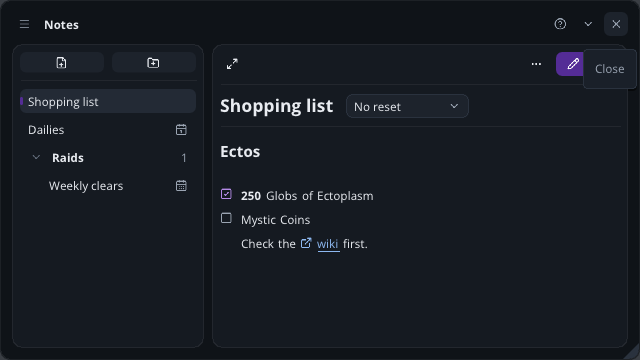 Notes
Close
Shopping list
Dailies
Raids 1
Weekly clears
Shopping list No reset
Ectos
250 Globs of Ectoplasm
Mystic Coins
Check the wiki first.